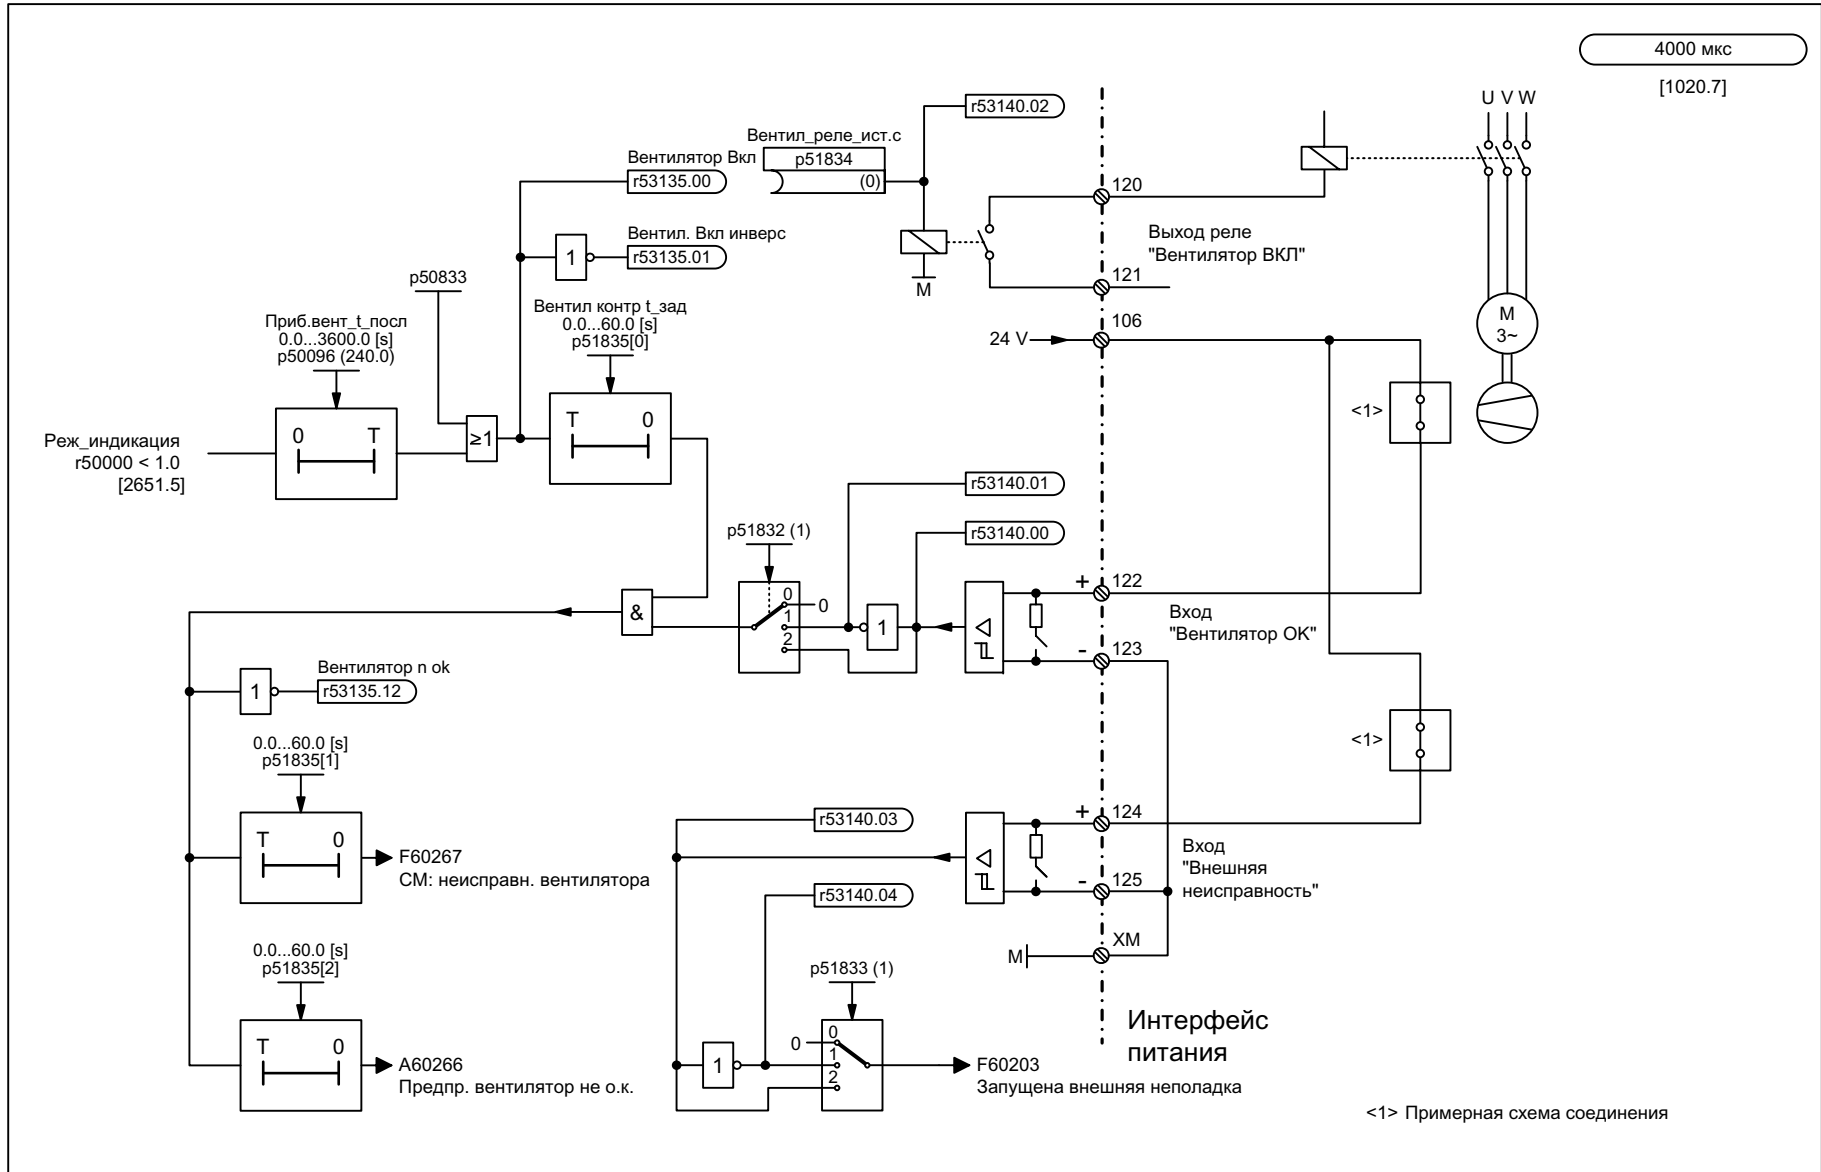 4000 мкс
[1020.7]
U V W
r53140.02
Вентил_реле_ист.с
p51834
(0)
Вентилятор Вкл
r53135.00
120
Выход реле
"Вентилятор ВКЛ"
Вентил. Вкл инверс
1
r53135.01
121
M
p50833
Вентил контр t_зад
0.0...60.0 [s]
p51835[0]
Приб.вент_t_посл
0.0...3600.0 [s]
p50096 (240.0)
106
24 V
M
3~
<1>
T 0
≥1
0 T
Реж_индикация
r50000 < 1.0
[2651.5]
r53140.01
r53140.00
p51832 (1)
+
122
Вход
"Вентилятор OK"
&
0
0
1
2
1
-
123
Вентилятор n ok
1
r53135.12
<1>
0.0...60.0 [s]
p51835[1]
T 0
F60267
СМ: неисправн. вентилятора
r53140.03
+
124
Вход
"Внешняя
неисправность"
r53140.04
-
125
XM
M
0.0...60.0 [s]
p51835[2]
T 0
A60266
Предпр. вентилятор не о.к.
p51833 (1)
0
0
1
2
1
F60203
Запущена внешняя неполадка
Интерфейс
питания
<1> Примерная схема соединения